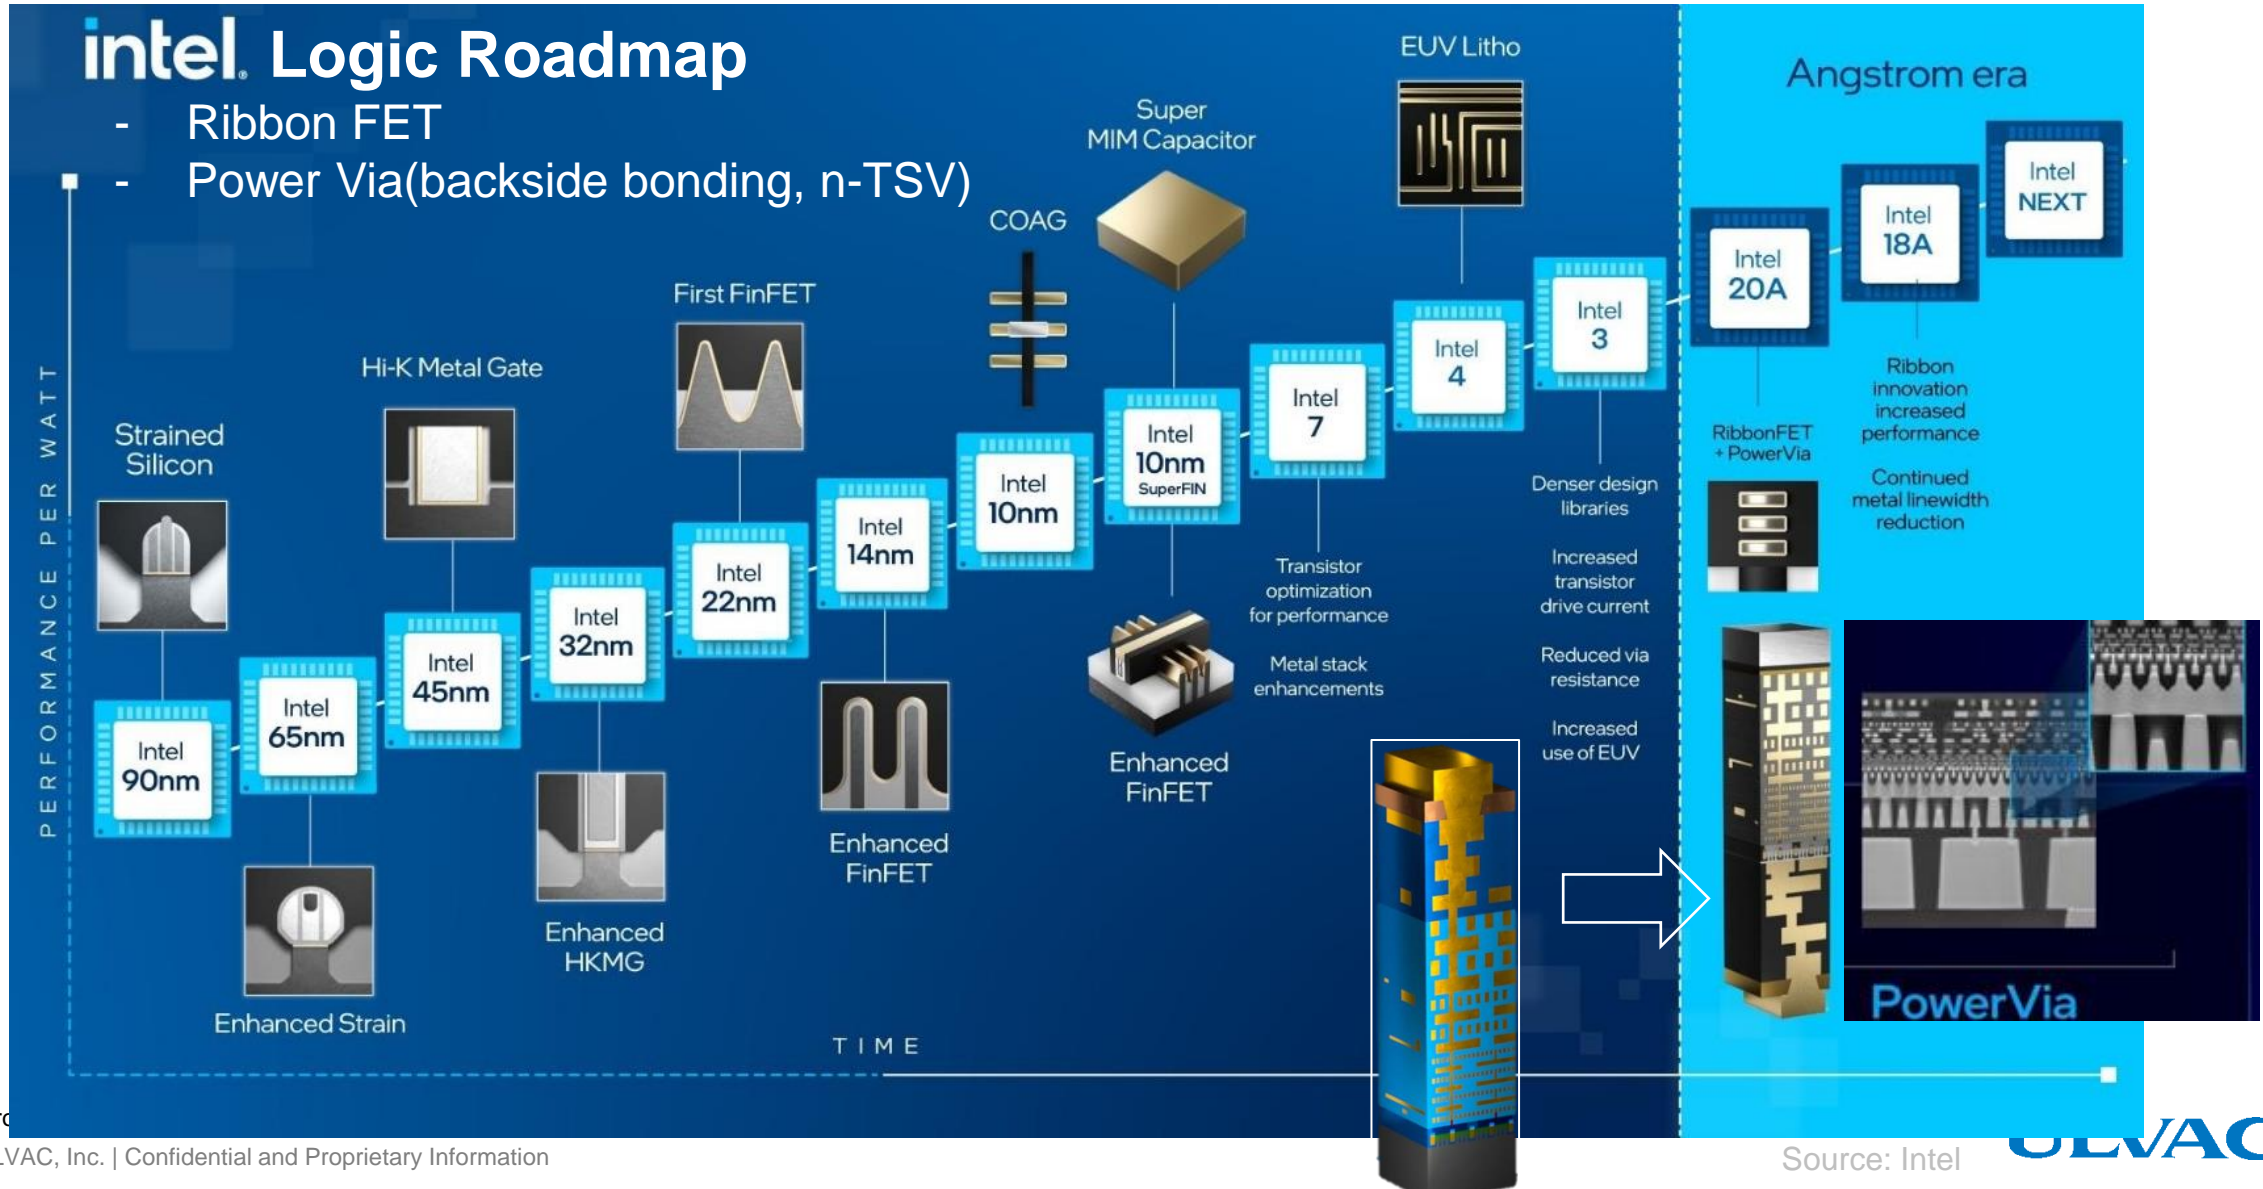 intel. Logic Roadmap
- Ribbon FET
- Power Via(backside bonding, n-TSV)
PERFORMANCE PER WATT
TIME
Strained
Silicon
Intel
90nm
Intel
65nm
Enhanced Strain
Hi-K Metal Gate
Intel
45nm
Intel
32nm
Enhanced
HKMG
First FinFET
Intel
22nm
Intel
14nm
Enhanced
FinFET
COAG
Intel
10nm
Super
MIM Capacitor
Intel
10nm
SuperFIN
Enhanced
FinFET
Intel
7
Transistor
optimization
for performance
Metal stack
enhancements
EUV Litho
Intel
4
Intel
3
Denser design
libraries
Increased
transistor
drive current
Reduced via
resistance
Increased
use of EUV
Angstrom era
Intel
20A
RibbonFET
+ PowerVia
Intel
18A
Ribbon
innovation
increased
performance
Continued
metal linewidth
reduction
Intel
NEXT
PowerVia
LVAC, Inc. | Confidential and Proprietary Information
Source: Intel
ULVAC